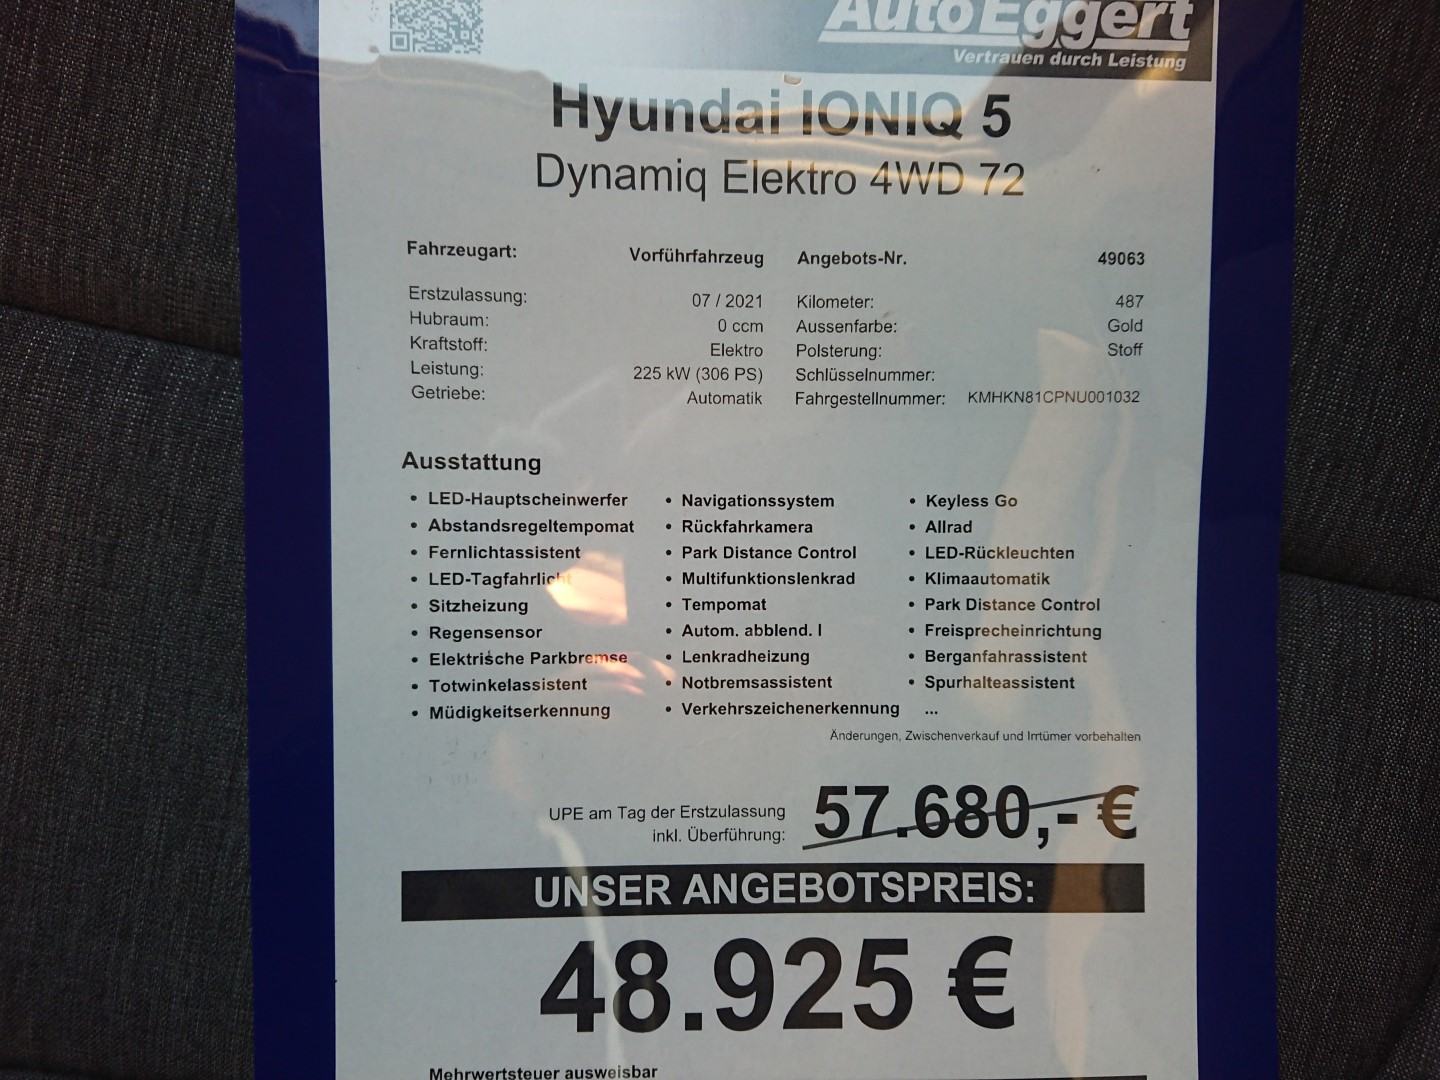 Auto Eggert
Vertrauen durch Leistung
Hyundai IONIQ 5
Dynamiq Elektro 4WD 72
Fahrzeugart: Vorführfahrzeug Angebots-Nr. 49063
Erstzulassung: 07 / 2021 Kilometer: 487
Hubraum: 0 ccm Aussenfarbe: Gold
Kraftstoff: Elektro Polsterung: Stoff
Leistung: 225 kW (306 PS) Schlüsselnummer:
Getriebe: Automatik Fahrgestellnummer: KMHKN81CPNU001032
Ausstattung
• LED-Hauptscheinwerfer • Navigationssystem • Keyless Go
• Abstandsregeltempomat • Rückfahrkamera • Allrad
• Fernlichtassistent • Park Distance Control • LED-Rückleuchten
• LED-Tagfahrlicht • Multifunktionslenkrad • Klimaautomatik
• Sitzheizung • Tempomat • Park Distance Control
• Regensensor • Autom. abblend. I • Freisprecheinrichtung
• Elektrische Parkbremse • Lenkradheizung • Berganfahrassistent
• Totwinkelassistent • Notbremsassistent • Spurhalteassistent
• Müdigkeitserkennung • Verkehrszeichenerkennung ...
Änderungen, Zwischenverkauf und Irrtümer vorbehalten
UPE am Tag der Erstzulassung
inkl. Überführung: 57.680,- €
UNSER ANGEBOTSPREIS:
48.925 €
Mehrwertsteuer ausweisbar